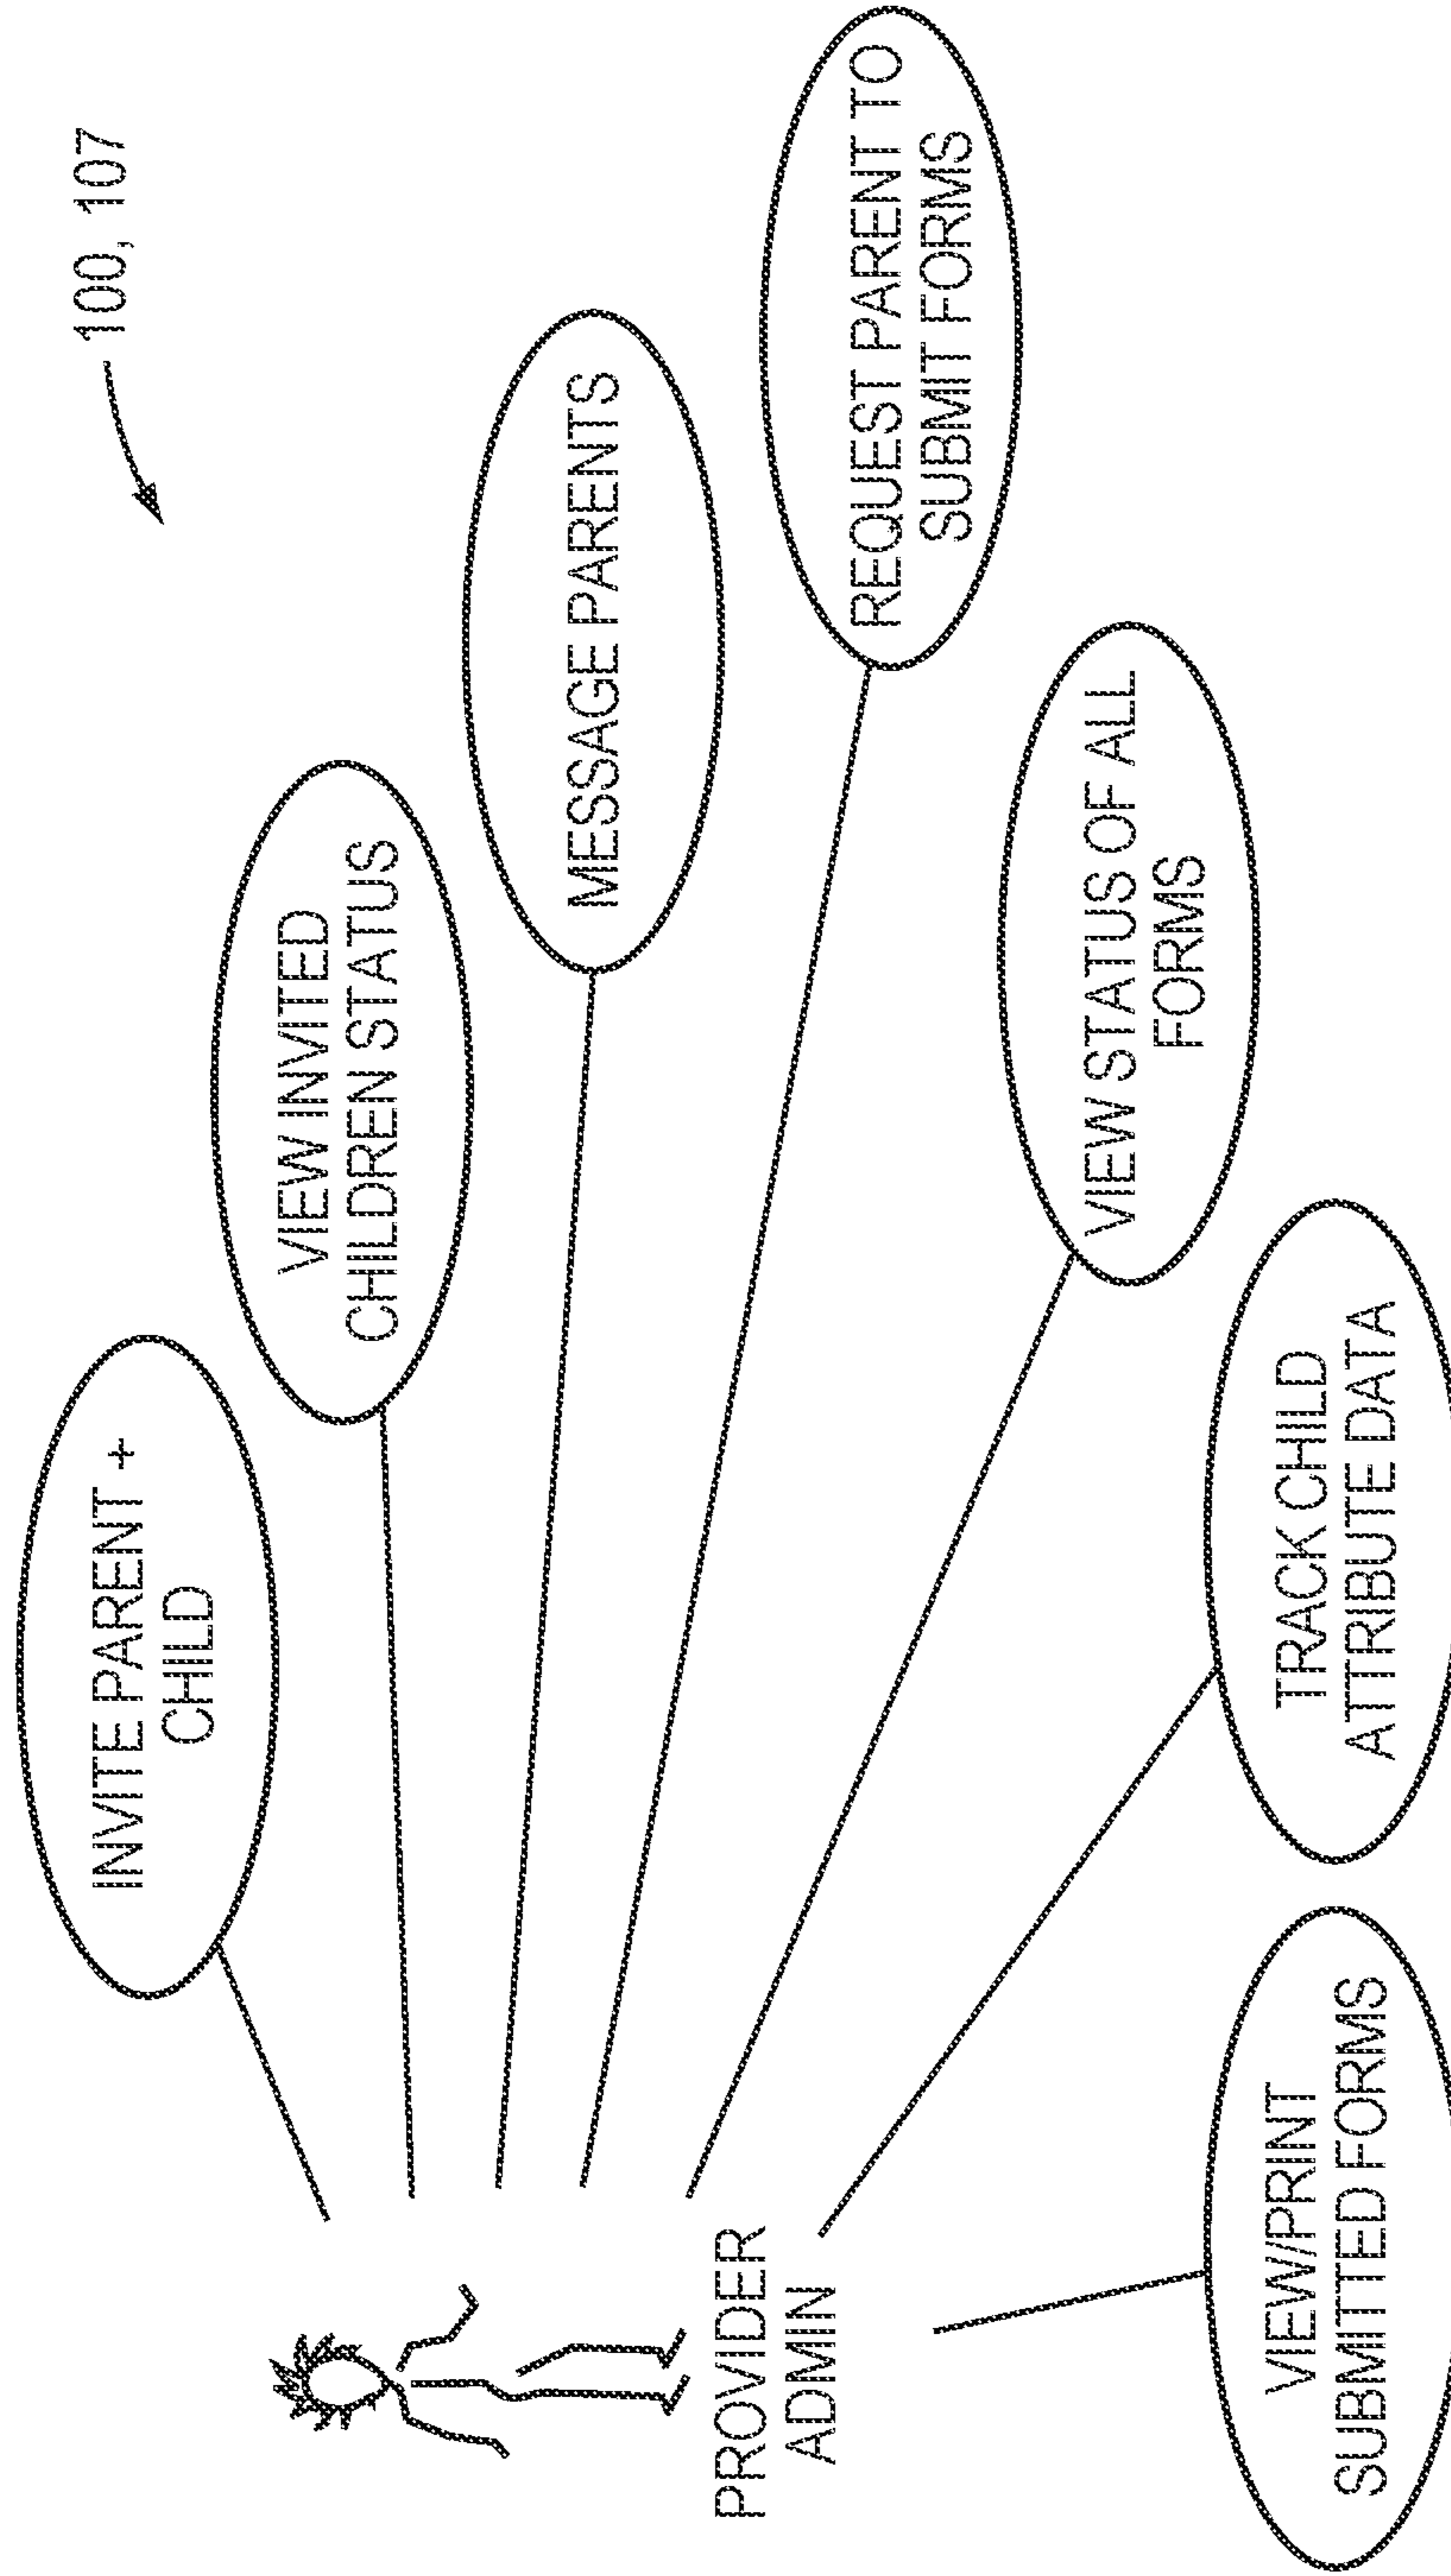 100, 107
INVITE PARENT +
CHILD
VIEW INVITED
CHILDREN STATUS
MESSAGE PARENTS
REQUEST PARENT TO
SUBMIT FORMS
VIEW STATUS OF ALL
FORMS
TRACK CHILD
ATTRIBUTE DATA
VIEW/PRINT
SUBMITTED FORMS
PROVIDER
ADMIN